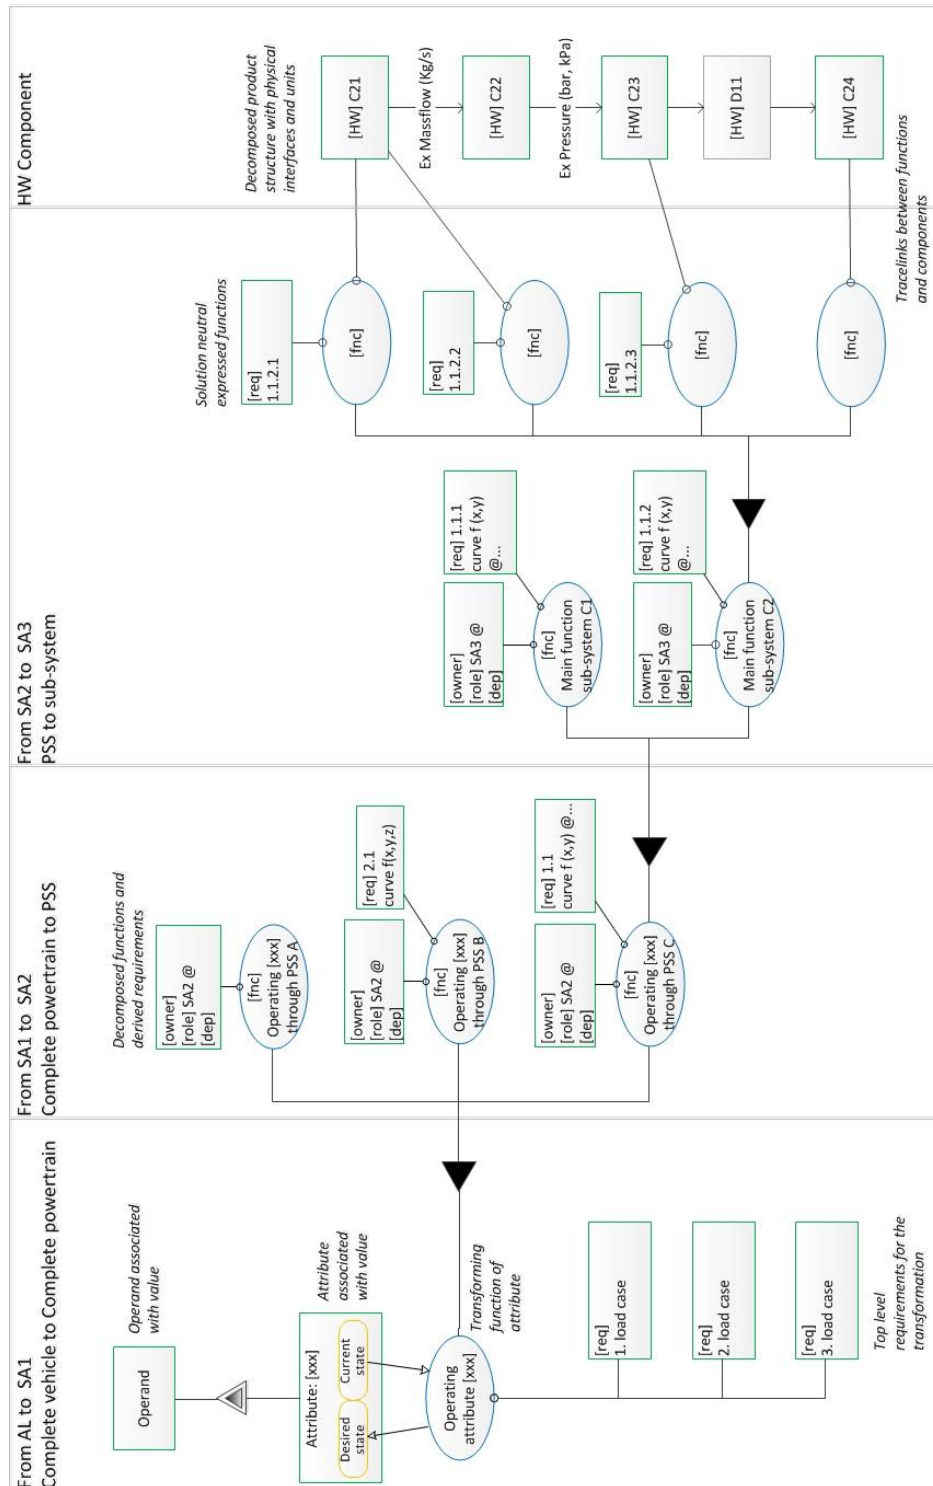 From AL to SA1
Complete vehicle to Complete powertrain
Operand associated
with value
Operand
Attribute
associated
with value
Attribute: [xxx]
Desired
state
Current
state
Transforming
function of
attribute
Operating
attribute [xxx]
[req]
1. load case
[req]
2. load case
[req]
3. load case
Top level
requirements for the
transformation
From SA1 to SA2
Complete powertrain to PSS
Decomposed functions and
derived requirements
[owner]
[role] SA2 @
[dep]
[fnc]
Operating [xxx]
through PSS A
[owner]
[role] SA2 @
[dep]
[req] 2.1
curve f(x,y,z)
[fnc]
Operating [xxx]
through PSS B
[owner]
[role] SA2 @
[dep]
[req] 1.1
curve f (x,y) @...
[fnc]
Operating [xxx]
through PSS C
From SA2 to SA3
PSS to sub-system
[owner]
[role] SA3 @
[dep]
[req] 1.1.1
curve f (x,y)
@...
[fnc]
Main function
sub-system C1
[owner]
[role] SA3 @
[dep]
[req] 1.1.2
curve f (x,y)
@...
[fnc]
Main function
sub-system C2
Solution neutral
expressed functions
[req]
1.1.2.1
[fnc]
[req]
1.1.2.2
[fnc]
[req]
1.1.2.3
[fnc]
[fnc]
Tracelinks between functions
and components
HW Component
Decomposed product
structure with physical
interfaces and units
[HW] C21
Ex Massflow (Kg/s)
[HW] C22
Ex Pressure (bar, kPa)
[HW] C23
[HW] D11
[HW] C24